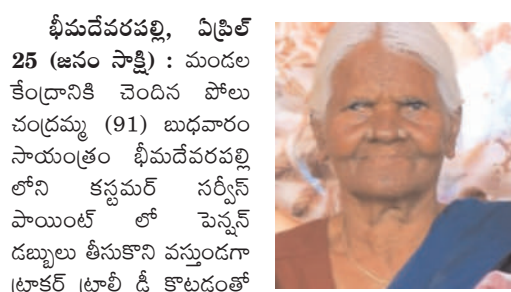 భీమదేవరపల్లి, ఏప్రిల్
25 (జనం సాక్షి) : మండల
కేంద్రానికి చెందిన పోలు
చంద్రమ్మ (91) బుధవారం
సాయంత్రం భీమదేవరపల్లి
లోని కస్టమర్ సర్వీస్
పాయింట్ లో పెన్షన్
డబ్బులు తీసుకొని వస్తుండగా
ట్రాక్టర్ ట్రాలీ ఢీ కొటడంతో